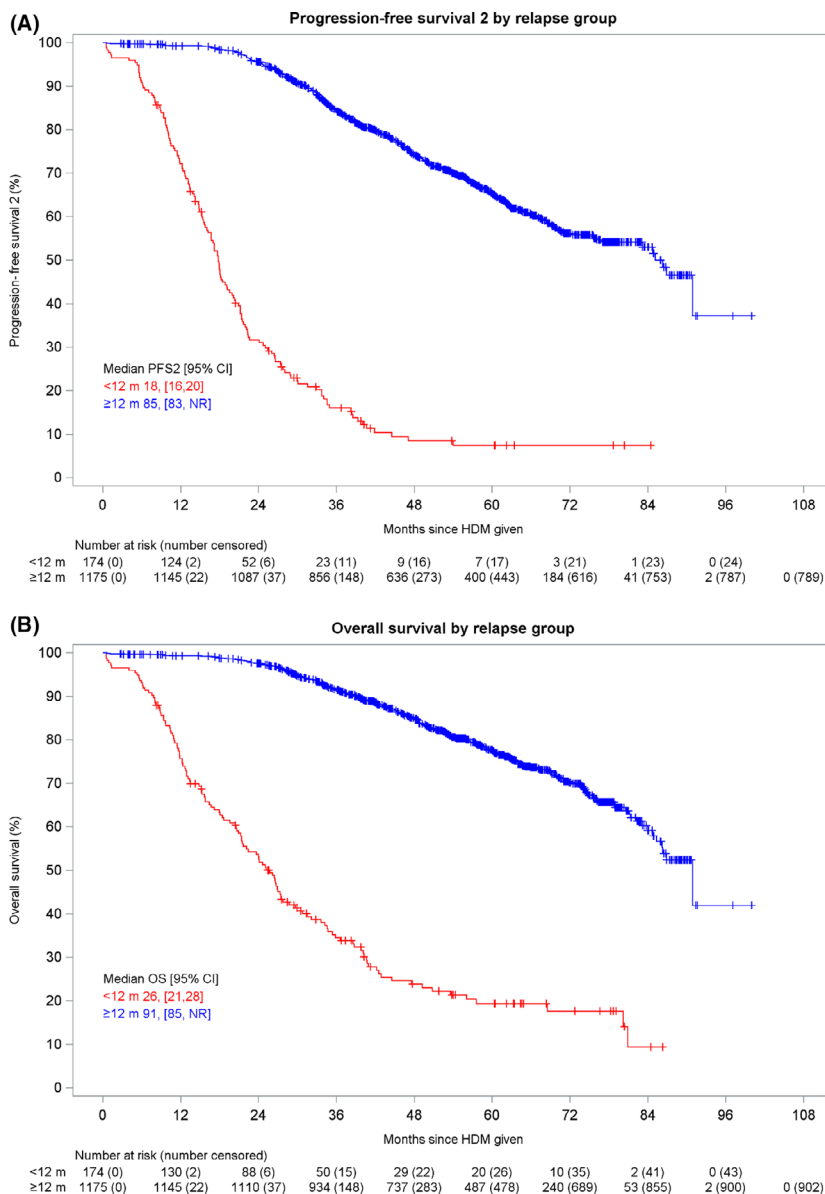 (A)
Progression-free survival 2 by relapse group
Progression-free survival 2 (%)
100
90
80
70
60
50
40
30
20
10
0
Median PFS2 [95% CI]
<12 m 18, [16,20]
≥12 m 85, [83, NR]
0 12 24 36 48 60 72 84 96 108
Months since HDM given
Number at risk (number censored)
<12 m 174 (0) 124 (2) 52 (6) 23 (11) 9 (16) 7 (17) 3 (21) 1 (23) 0 (24)
≥12 m 1175 (0) 1145 (22) 1087 (37) 856 (148) 636 (273) 400 (443) 184 (616) 41 (753) 2 (787) 0 (789)
(B)
Overall survival by relapse group
Overall survival (%)
100
90
80
70
60
50
40
30
20
10
0
Median OS [95% CI]
<12 m 26, [21,28]
≥12 m 91, [85, NR]
0 12 24 36 48 60 72 84 96 108
Months since HDM given
Number at risk (number censored)
<12 m 174 (0) 130 (2) 88 (6) 50 (15) 29 (22) 20 (26) 10 (35) 2 (41) 0 (43)
≥12 m 1175 (0) 1145 (22) 1110 (37) 934 (148) 737 (283) 487 (478) 240 (689) 53 (855) 2 (900) 0 (902)